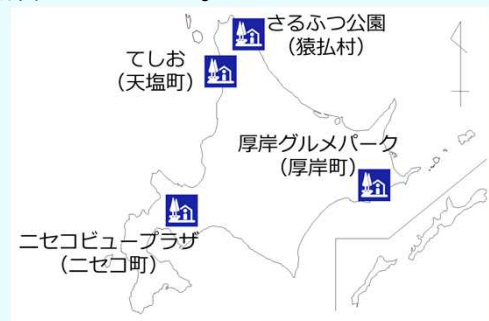 さるふつ公園
（猿払村）
てしお
（天塩町）
厚岸グルメパーク
（厚岸町）
ニセコビュープラザ
（ニセコ町）